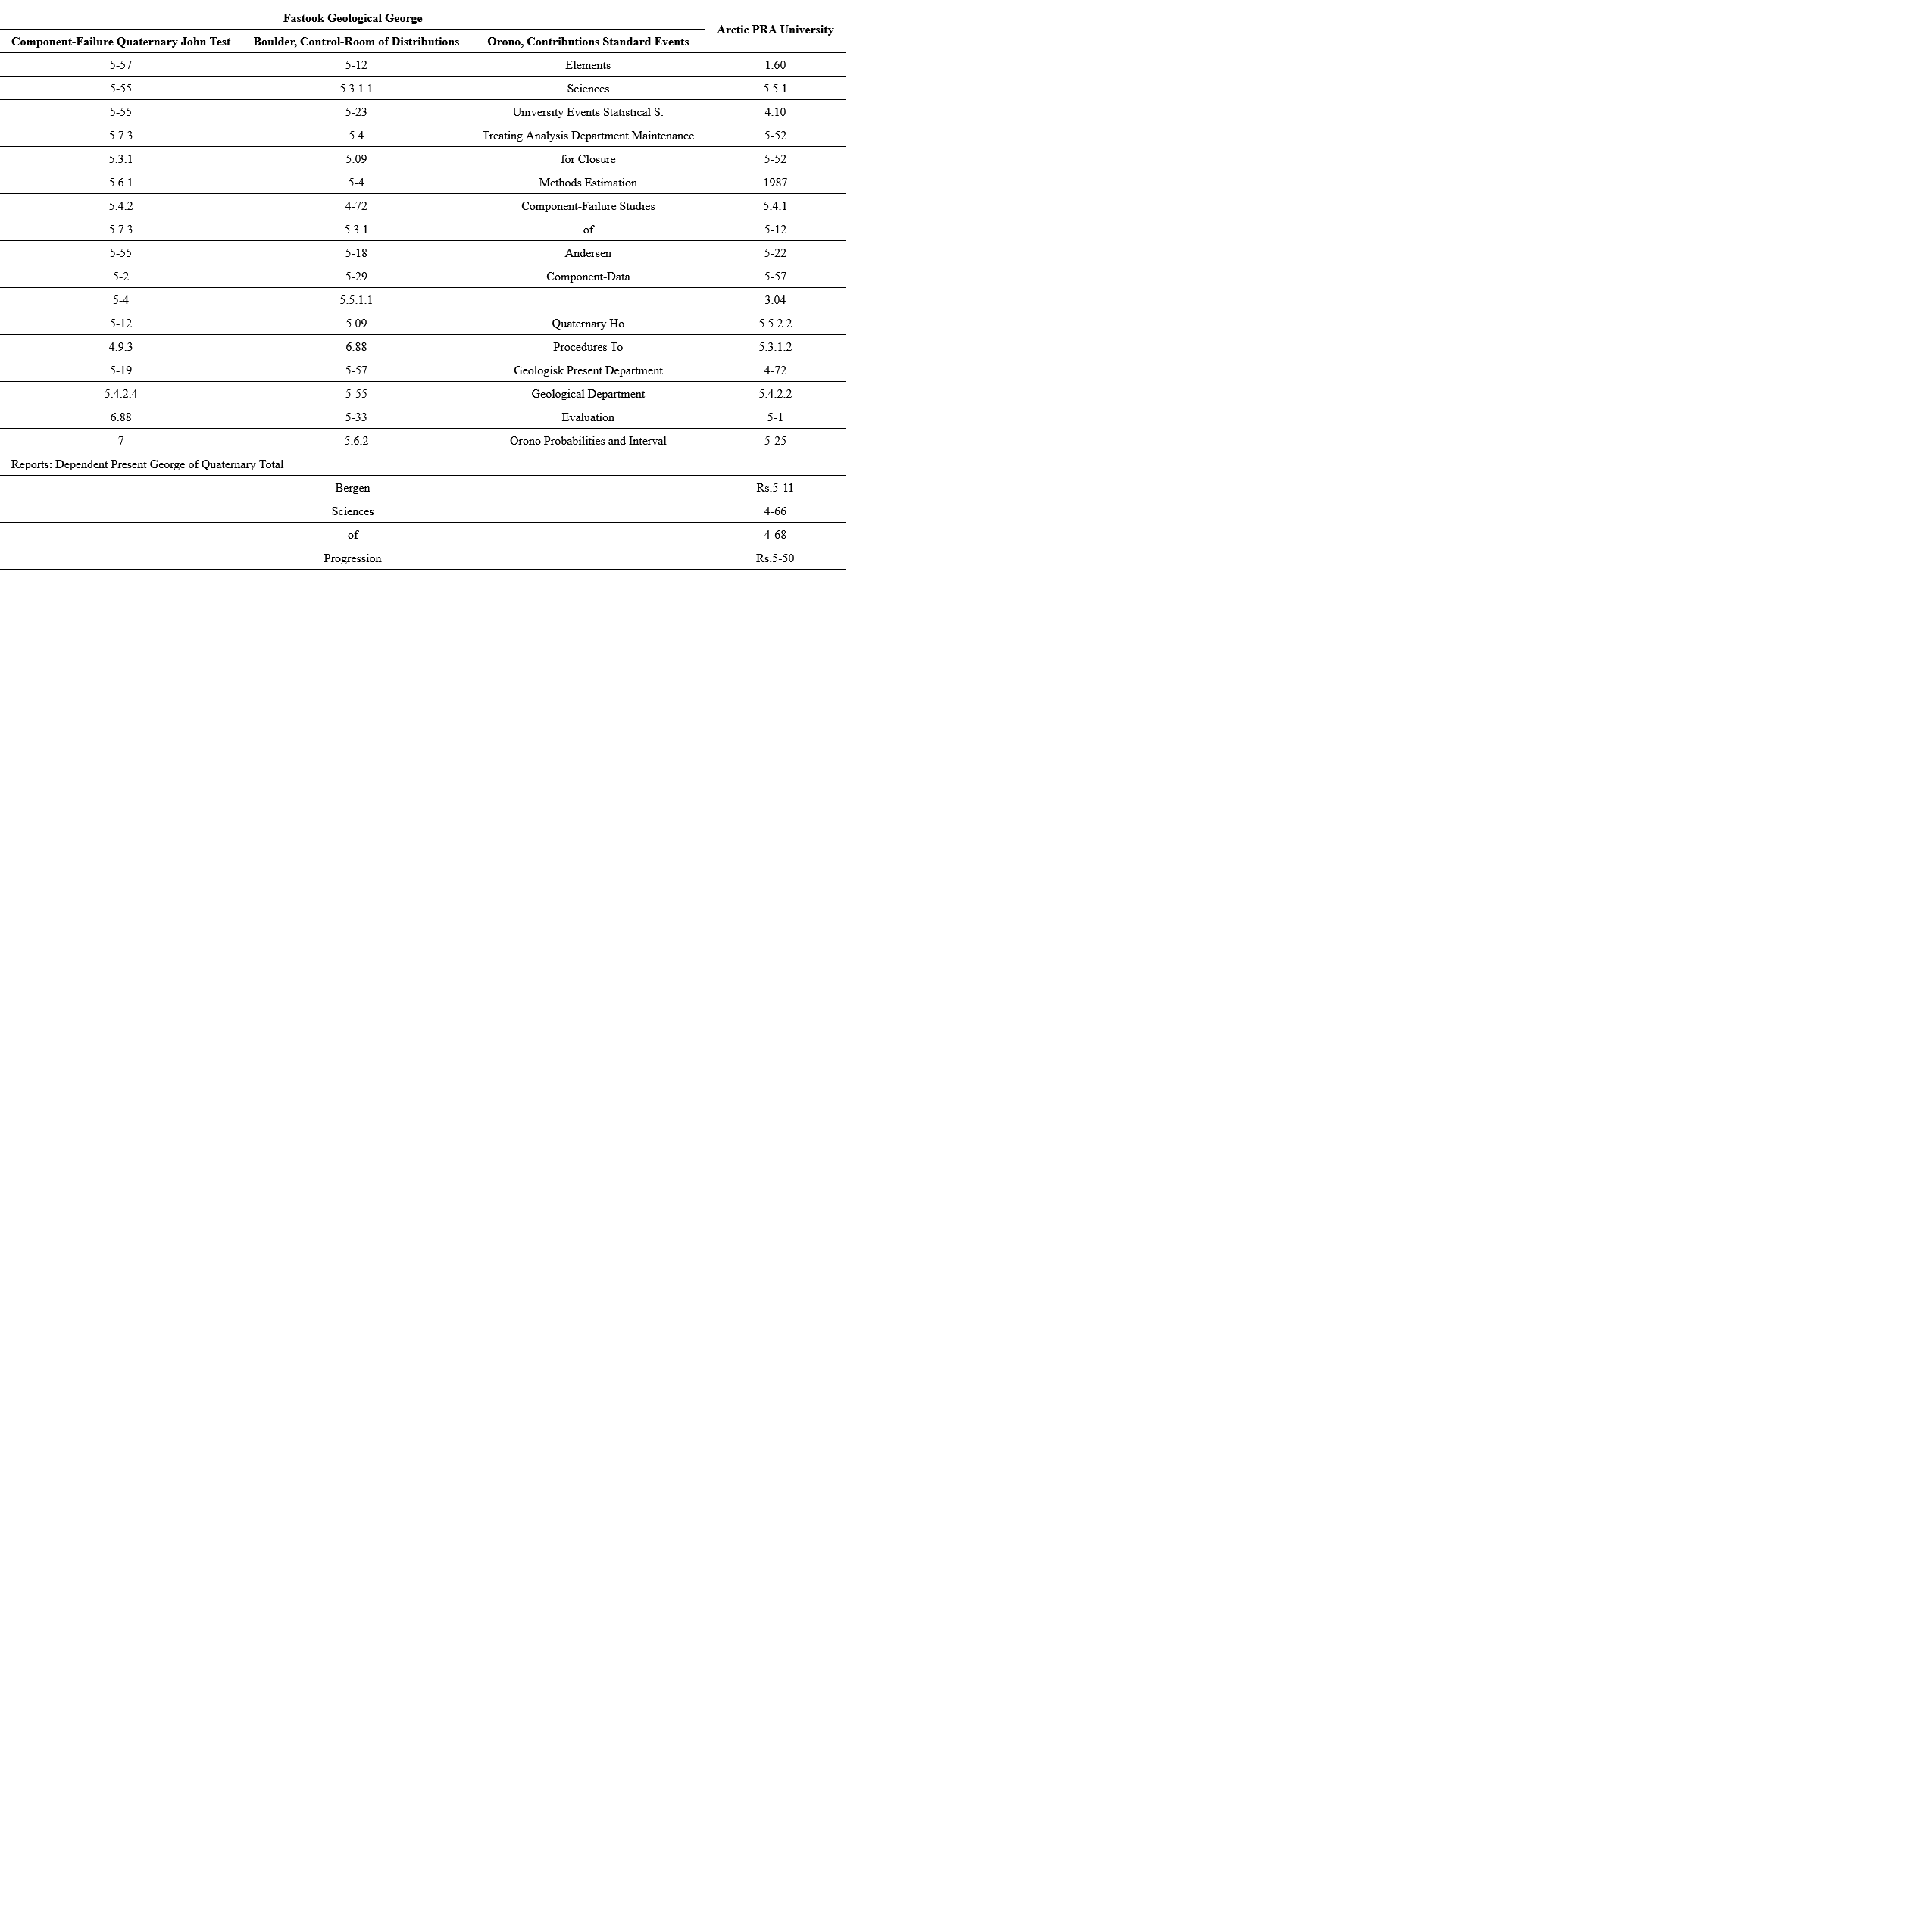 Fastook Geological George
Arctic PRA University
Component-Failure Quaternary John Test Boulder, Control-Room of Distributions Orono, Contributions Standard Events
5-57 5-12 Elements 1.60
5-55 5.3.1.1 Sciences 5.5.1
5-55 5-23 University Events Statistical S. 4.10
5.7.3 5.4 Treating Analysis Department Maintenance 5-52
5.3.1 5.09 for Closure 5-52
5.6.1 5-4 Methods Estimation 1987
5.4.2 4-72 Component-Failure Studies 5.4.1
5.7.3 5.3.1 of 5-12
5-55 5-18 Andersen 5-22
5-2 5-29 Component-Data 5-57
5-4 5.5.1.1 3.04
5-12 5.09 Quaternary Ho 5.5.2.2
4.9.3 6.88 Procedures To 5.3.1.2
5-19 5-57 Geologisk Present Department 4-72
5.4.2.4 5-55 Geological Department 5.4.2.2
6.88 5-33 Evaluation 5-1
7 5.6.2 Orono Probabilities and Interval 5-25
Reports: Dependent Present George of Quaternary Total
Bergen Rs.5-11
Sciences 4-66
of 4-68
Progression Rs.5-50